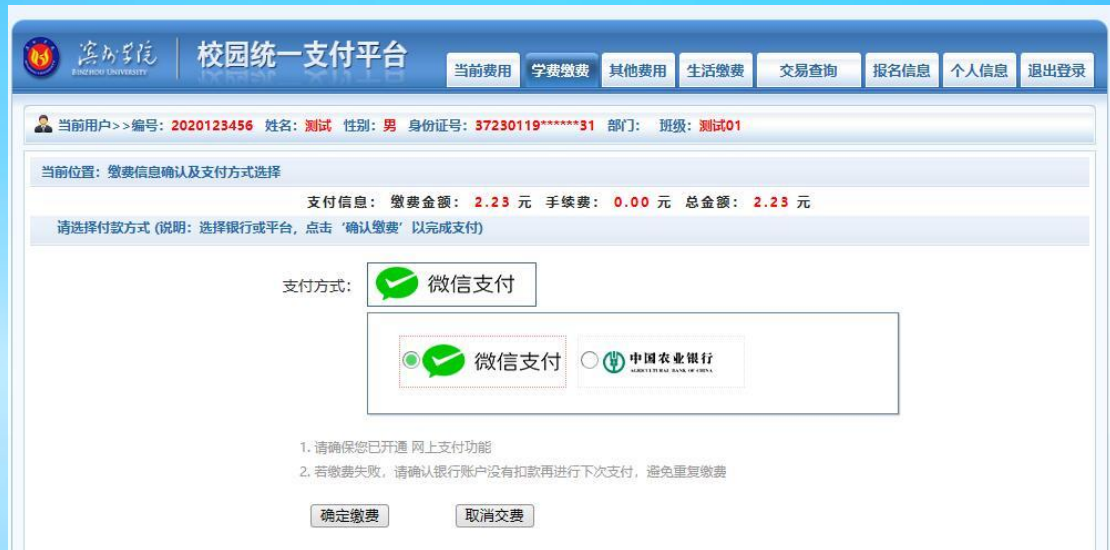 滨州学院 校园统一支付平台
BINZHOU UNIVERSITY
当前费用 学费缴费 其他费用 生活缴费 交易查询 报名信息 个人信息 退出登录
当前用户>>编号：2020123456 姓名：测试 性别：男 身份证号：37230119******31 部门： 班级：测试01
当前位置：缴费信息确认及支付方式选择
支付信息： 缴费金额： 2.23 元 手续费： 0.00 元 总金额： 2.23 元
请选择付款方式 (说明：选择银行或平台，点击‘确认缴费’以完成支付)
支付方式： 微信支付
微信支付 中国农业银行
AGRICULTURAL BANK OF CHINA
1. 请确保您已开通 网上支付功能
2. 若缴费失败，请确认银行账户没有扣款再进行下次支付，避免重复缴费
确定缴费 取消交费